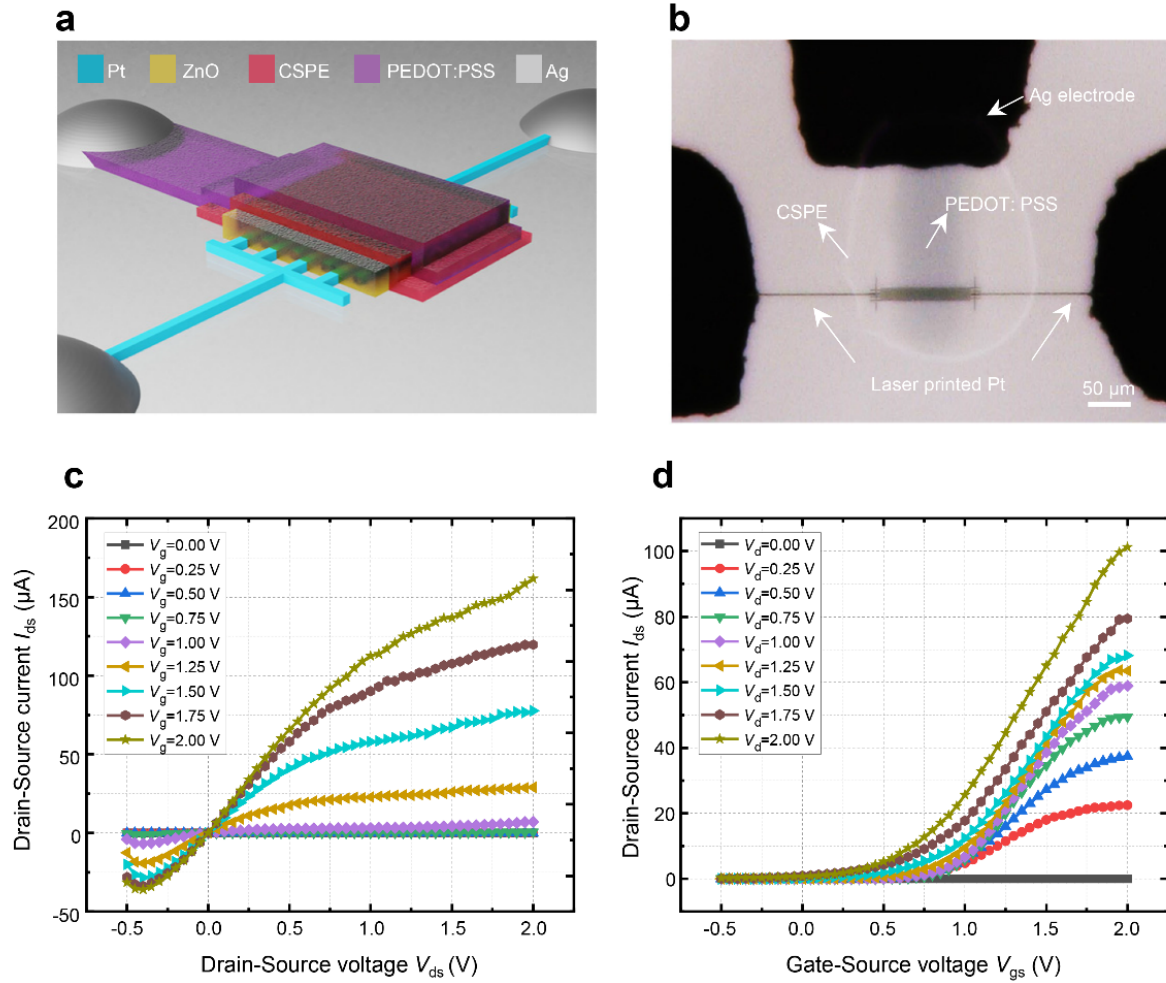 a
Pt ZnO CSPE PEDOT:PSS Ag
b
Ag electrode
CSPE
PEDOT: PSS
Laser printed Pt
50 µm
c
Drain-Source current Ids (µA)
200
150
100
50
0
-50
Vg=0.00 V
Vg=0.25 V
Vg=0.50 V
Vg=0.75 V
Vg=1.00 V
Vg=1.25 V
Vg=1.50 V
Vg=1.75 V
Vg=2.00 V
-0.5 0.0 0.5 1.0 1.5 2.0
Drain-Source voltage Vds (V)
d
Drain-Source current Ids (µA)
100
80
60
40
20
0
Vd=0.00 V
Vd=0.25 V
Vd=0.50 V
Vd=0.75 V
Vd=1.00 V
Vd=1.25 V
Vd=1.50 V
Vd=1.75 V
Vd=2.00 V
-0.5 0.0 0.5 1.0 1.5 2.0
Gate-Source voltage Vgs (V)